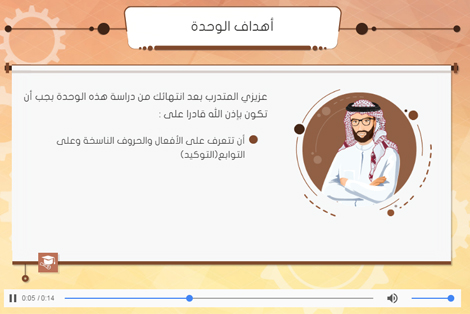 أهداف الوحدة
عزيزي المتدرب بعد انتهائك من دراسة هذه الوحدة يجب أن
تكون بإذن الله قادرا على :
أن تتعرف على الأفعال والحروف الناسخة وعلى
التوابع(التوكيد)
0:05 / 0:14